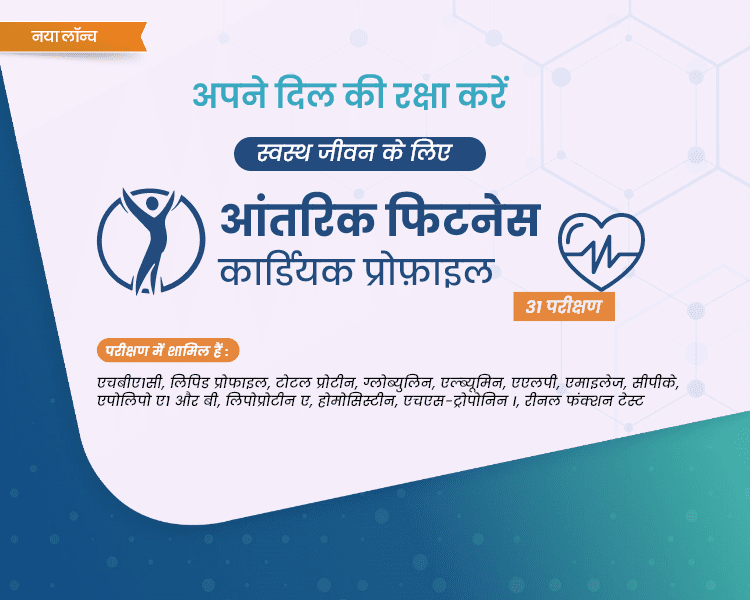 नया लॉन्च
अपने दिल की रक्षा करें
स्वस्थ जीवन के लिए
आंतरिक फिटनेस
कार्डियक प्रोफ़ाइल
31 परीक्षण
परीक्षण में शामिल हैं :
एचबीए1सी, लिपिड प्रोफाइल, टोटल प्रोटीन, ग्लोब्युलिन, एल्ब्यूमिन, एएलपी, एमाइलेज, सीपीके,
एपोलिपो ए1 और बी, लिपोप्रोटीन ए, होमोसिस्टीन, एचएस-ट्रोपोनिन I, रीनल फंक्शन टेस्ट